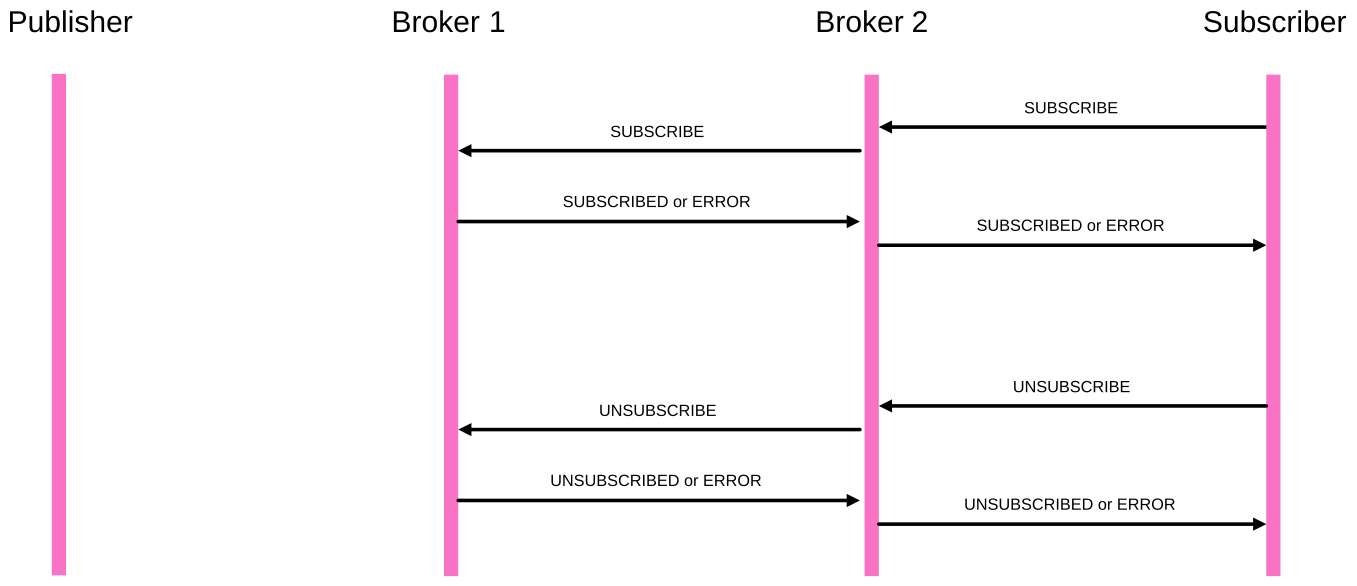 Publisher
Broker 1
Broker 2
Subscriber
SUBSCRIBE
SUBSCRIBE
SUBSCRIBED or ERROR
SUBSCRIBED or ERROR
UNSUBSCRIBE
UNSUBSCRIBE
UNSUBSCRIBED or ERROR
UNSUBSCRIBED or ERROR